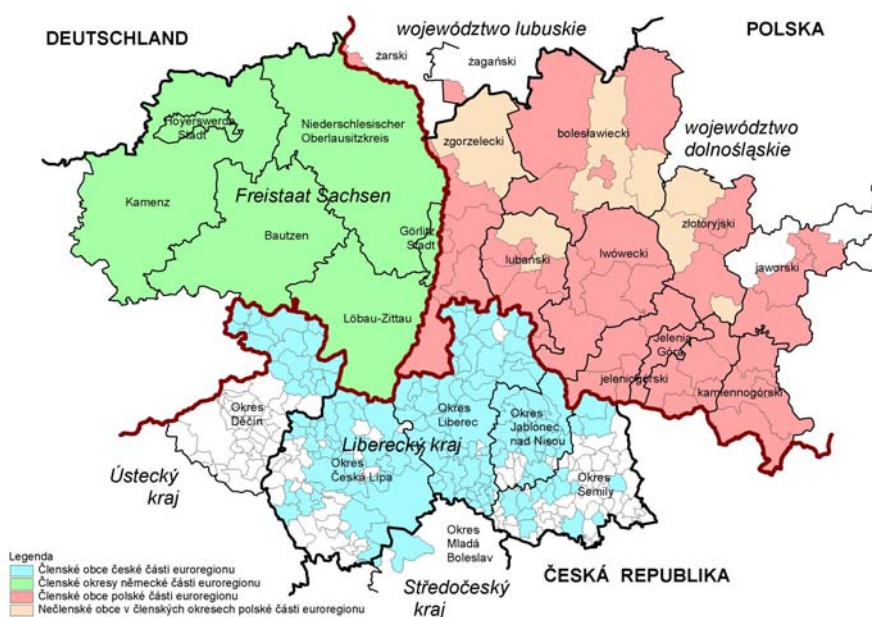 DEUTSCHLAND
województwo lubuskie
POLSKA
żarski
żagański
Hoyerswerda
Stadt
Niederschlesischer
Oberlausitzkreis
zgorzelecki
bolesławiecki
województwo
dolnośląskie
Kamenz
Freistaat Sachsen
Bautzen
Görlitz
Stadt
złotoryjski
lubański
lwówecki
jaworski
Löbau-Zittau
Jelenia
Góra
jeleniogórski
kamiennogórski
Okres
Děčín
Okres
Liberec
Okres
Jablonec
nad Nisou
Liberecký kraj
Ústecký
kraj
Okres
Česká Lípa
Okres
Semily
Okres
Mladá
Boleslav
Středočeský
kraj
ČESKÁ REPUBLIKA
Legenda
Členské obce české části euroregionu
Členské okresy německé části euroregionu
Členské obce polské části euroregionu
Nečlenské obce v členských okresech polské části euroregionu